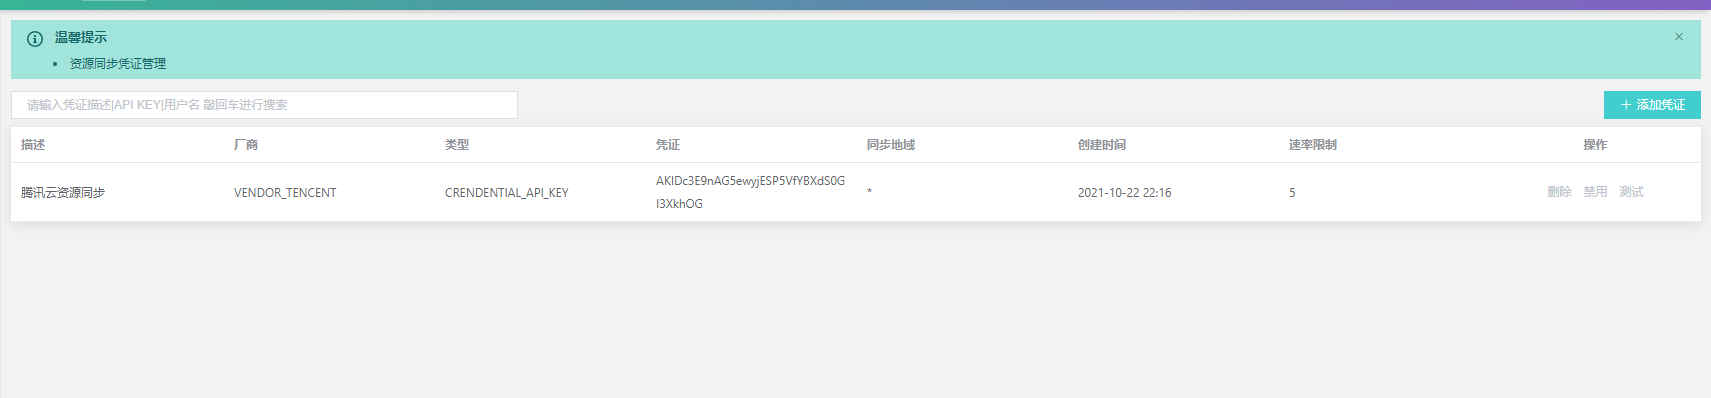 温馨提示
资源同步凭证管理
请输入凭证描述|API KEY|用户名 敲回车进行搜索
添加凭证
描述 厂商 类型 凭证 同步地域 创建时间 速率限制 操作
腾讯云资源同步 VENDOR_TENCENT CRENDENTIAL_API_KEY AKIDc3E9nAG5ewyjESP5VfYBXdS0G * 2021-10-22 22:16 5 删除 禁用 测试
I3XkhOG